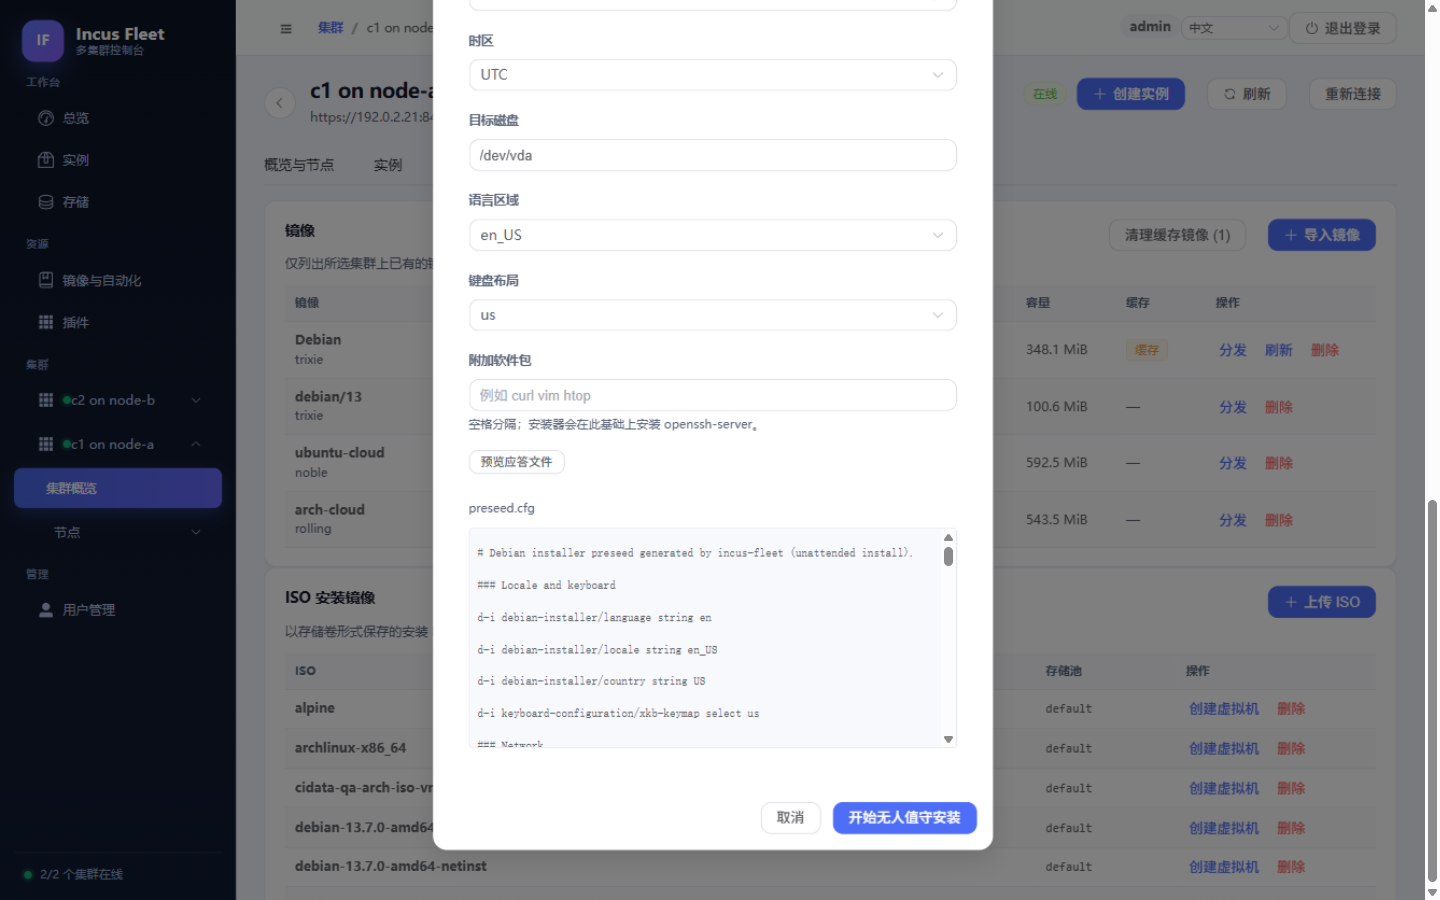 IF
Incus Fleet
多集群控制台
工作台
总览
实例
存储
资源
镜像与自动化
插件
集群
c2 on node-b
c1 on node-a
集群概览
节点
管理
用户管理
2/2 个集群在线
集群 / c1 on node-
admin
中文
退出登录
c1 on node-a
https://192.0.2.21:84
在线
创建实例
刷新
重新连接
概览与节点
实例
镜像
仅列出所选集群上已有的
清理缓存镜像 (1)
导入镜像
镜像
容量
缓存
操作
Debian
trixie
348.1 MiB
缓存
分发
刷新
删除
debian/13
trixie
100.6 MiB
—
分发
删除
ubuntu-cloud
noble
592.5 MiB
—
分发
删除
arch-cloud
rolling
543.5 MiB
—
分发
删除
ISO 安装镜像
以存储卷形式保存的安装
上传 ISO
ISO
存储池
操作
alpine
default
创建虚拟机
删除
archlinux-x86_64
default
创建虚拟机
删除
cidata-qa-arch-iso-vr
default
创建虚拟机
删除
debian-13.7.0-amd64
default
创建虚拟机
删除
debian-13.7.0-amd64-netinst
default
创建虚拟机
删除
时区
UTC
目标磁盘
/dev/vda
语言区域
en_US
键盘布局
us
附加软件包
例如 curl vim htop
空格分隔；安装器会在此基础上安装 openssh-server。
预览应答文件
preseed.cfg
# Debian installer preseed generated by incus-fleet (unattended install).
### Locale and keyboard
d-i debian-installer/language string en
d-i debian-installer/locale string en_US
d-i debian-installer/country string US
d-i keyboard-configuration/xkb-keymap select us
### Network
取消
开始无人值守安装